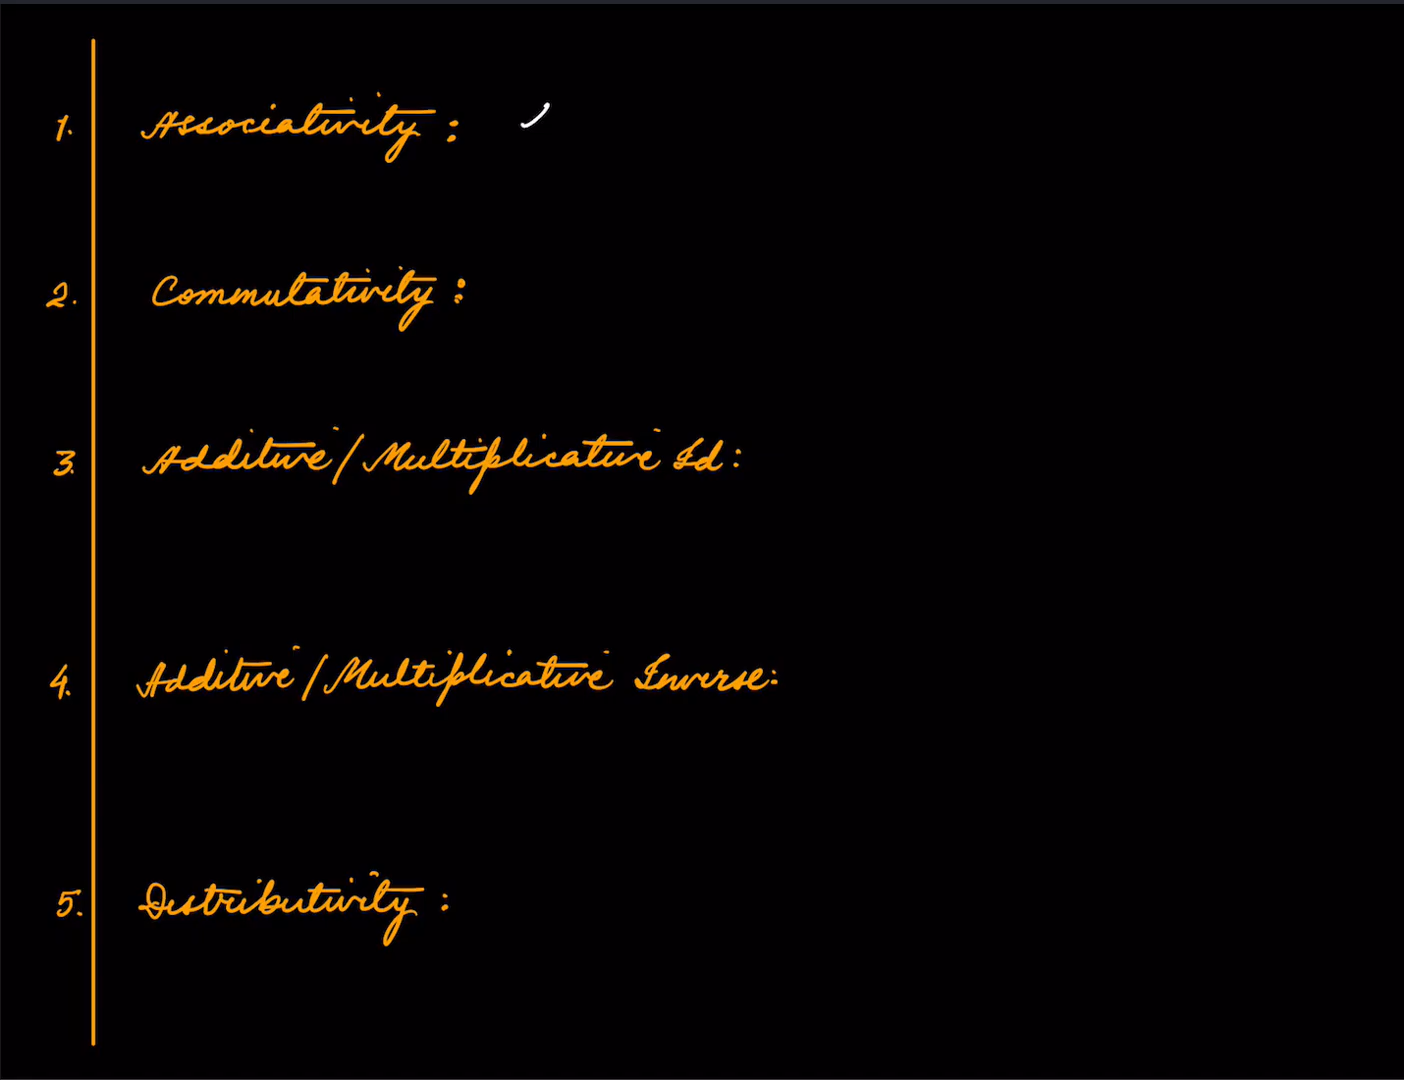 1. Associativity :
2. Commutativity :
3. Additive/Multiplicative Id:
4. Additive/Multiplicative Inverse:
5. Distributivity :